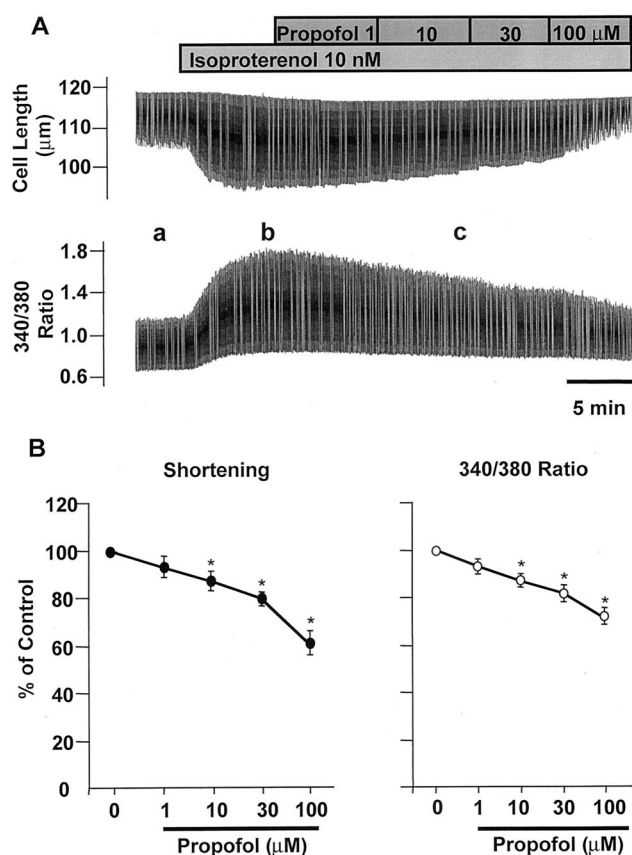 A
Propofol 1 10 30 100 μM
Isoproterenol 10 nM
Cell Length
(μm)
120
110
100
a b c
340/380
Ratio
1.8
1.4
1.0
0.6
5 min
B
Shortening 340/380 Ratio
% of Control
120
100
80
60
40
20
0
* * *
* * *
0 1 10 30 100
0 1 10 30 100
Propofol (μM) Propofol (μM)